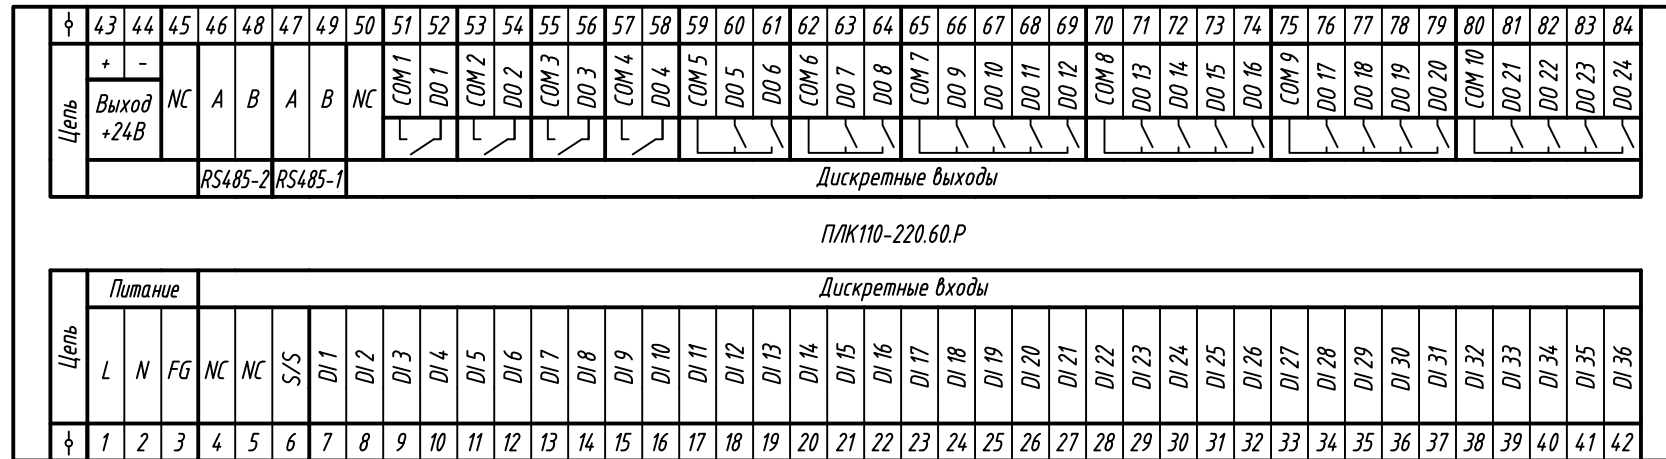 43 44 45 46 48 47 49 50 51 52 53 54 55 56 57 58 59 60 61 62 63 64 65 66 67 68 69 70 71 72 73 74 75 76 77 78 79 80 81 82 83 84
Цепь
+ -
Выход
+24В
NC A B A B NC COM 1 DO 1 COM 2 DO 2 COM 3 DO 3 COM 4 DO 4 COM 5 DO 5 DO 6 COM 6 DO 7 DO 8 COM 7 DO 9 DO 10 DO 11 DO 12 COM 8 DO 13 DO 14 DO 15 DO 16 COM 9 DO 17 DO 18 DO 19 DO 20 COM 10 DO 21 DO 22 DO 23 DO 24
RS485-2 RS485-1 Дискретные выходы
ПЛК110-220.60.Р
Цепь
Питание Дискретные входы
L N FG NC NC S/S DI 1 DI 2 DI 3 DI 4 DI 5 DI 6 DI 7 DI 8 DI 9 DI 10 DI 11 DI 12 DI 13 DI 14 DI 15 DI 16 DI 17 DI 18 DI 19 DI 20 DI 21 DI 22 DI 23 DI 24 DI 25 DI 26 DI 27 DI 28 DI 29 DI 30 DI 31 DI 32 DI 33 DI 34 DI 35 DI 36
1 2 3 4 5 6 7 8 9 10 11 12 13 14 15 16 17 18 19 20 21 22 23 24 25 26 27 28 29 30 31 32 33 34 35 36 37 38 39 40 41 42